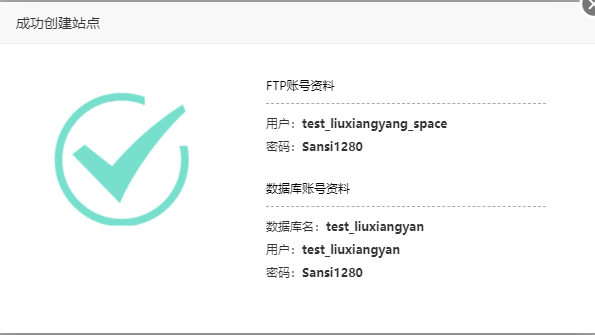 成功创建站点
FTP账号资料
用户：test_liuxiangyang_space
密码：Sansi1280
数据库账号资料
数据库名：test_liuxiangyan
用户：test_liuxiangyan
密码：Sansi1280